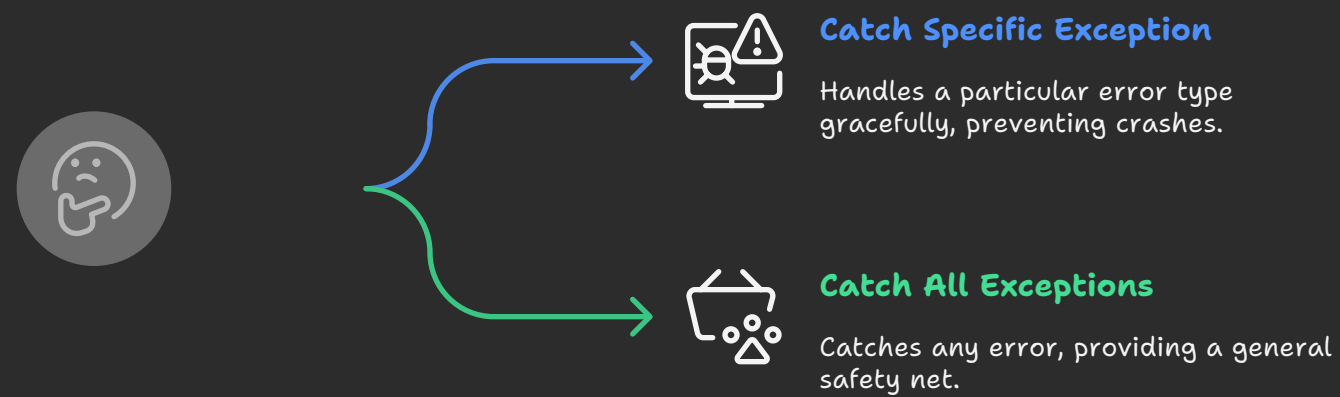 Catch Specific Exception
Handles a particular error type
gracefully, preventing crashes.
Catch All Exceptions
Catches any error, providing a general
safety net.